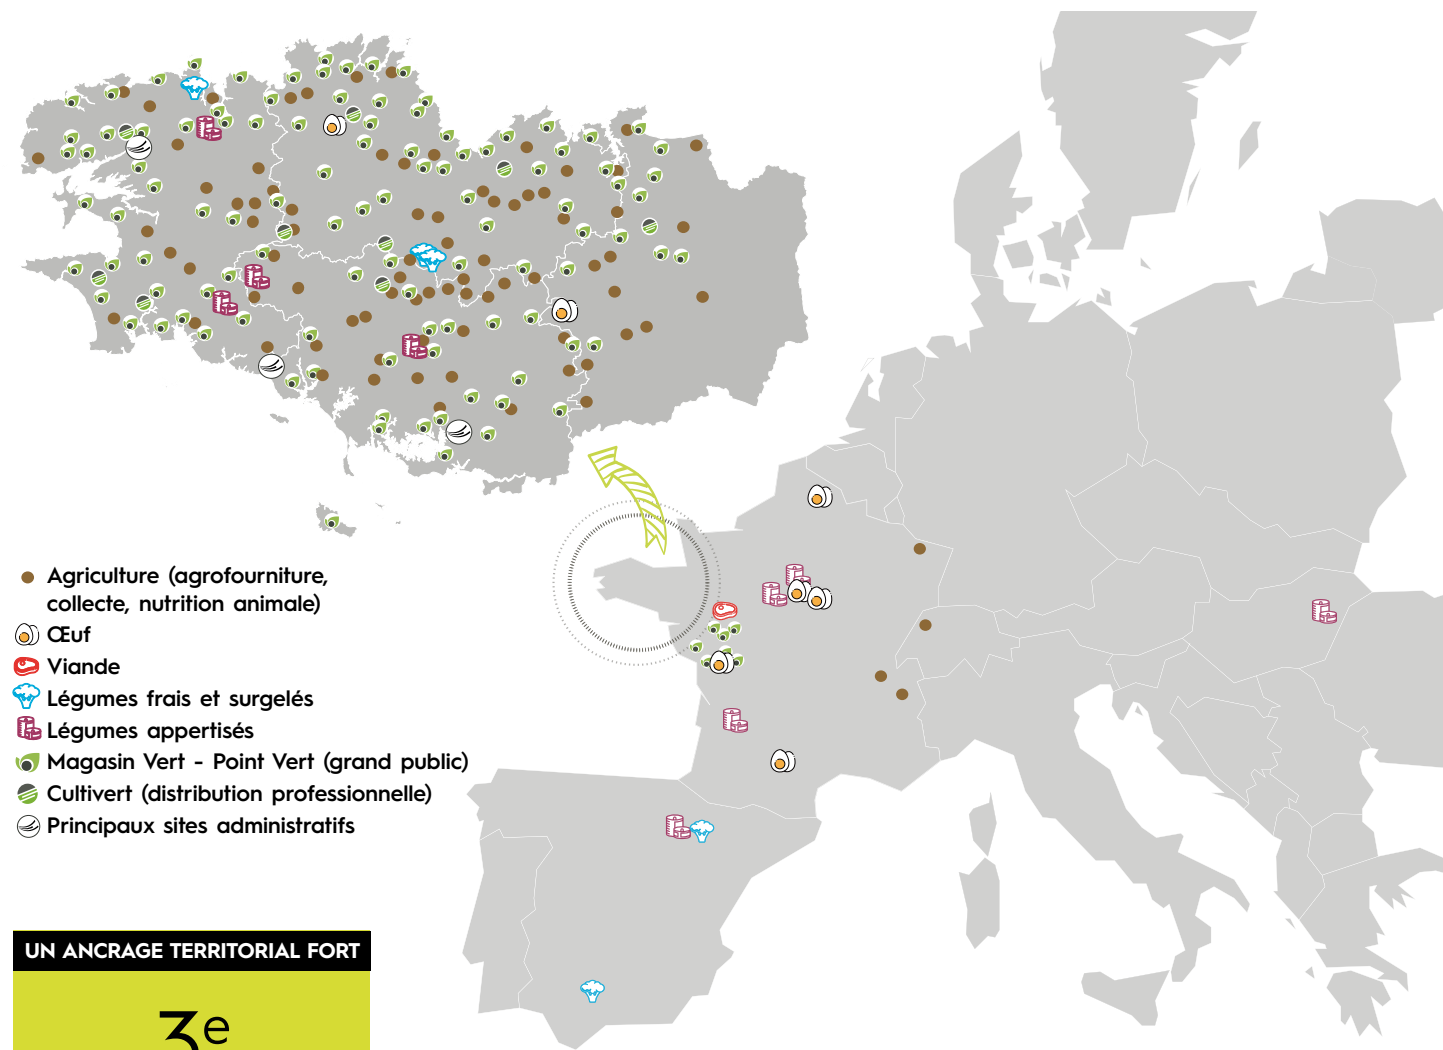 Agriculture (agrofourniture,
collecte, nutrition animale)
Œuf
Viande
Légumes frais et surgelés
Légumes appertisés
Magasin Vert - Point Vert (grand public)
Cultivert (distribution professionnelle)
Principaux sites administratifs
UN ANCRAGE TERRITORIAL FORT
3e